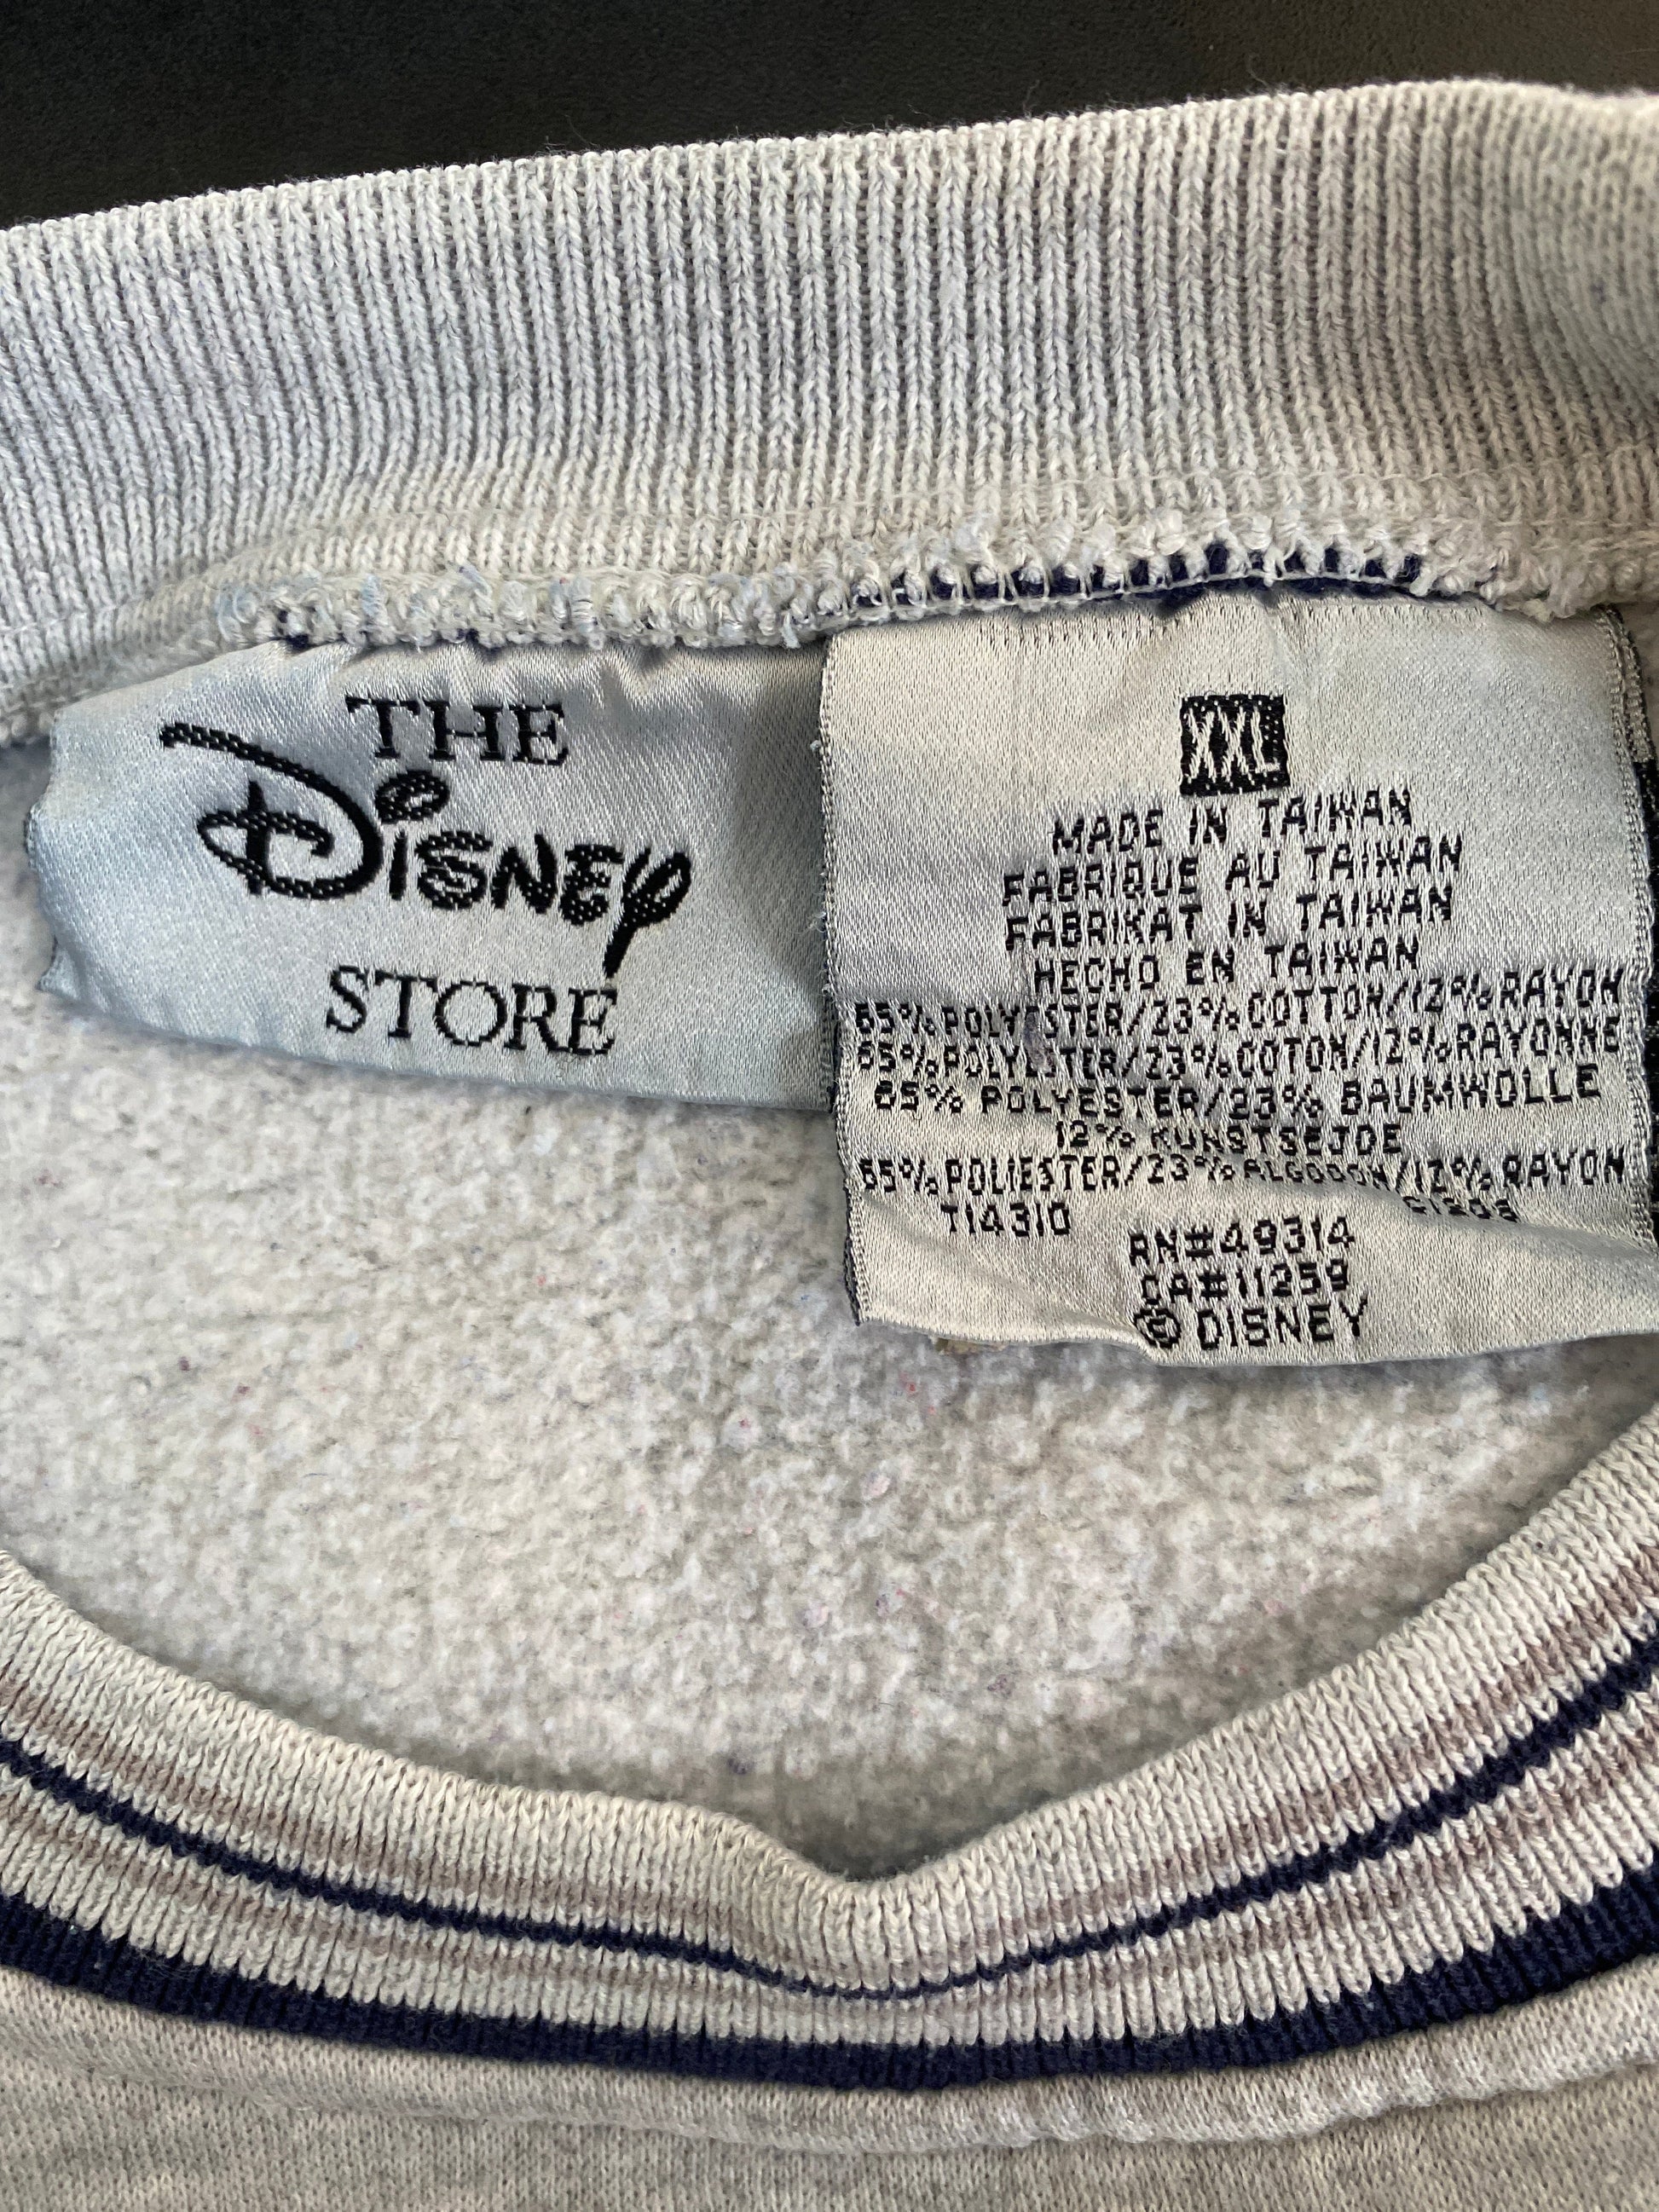 THE
Disney
STORE
XXL
MADE IN TAIWAN
FABRIQUE AU TAIWAN
FABRIKAT IN TAIWAN
HECHO EN TAIWAN
65% POLYESTER/23% COTTON/12% RAYON
65% POLYESTER/23% COTON/12% RAYONNE
65% POLYESTER/23% BAUMWOLLE
12% KUNSTSEJDE
65% POLIESTER/23% ALGODON/12% RAYON
T14310
RN#49314
CA#11259
© DISNEY